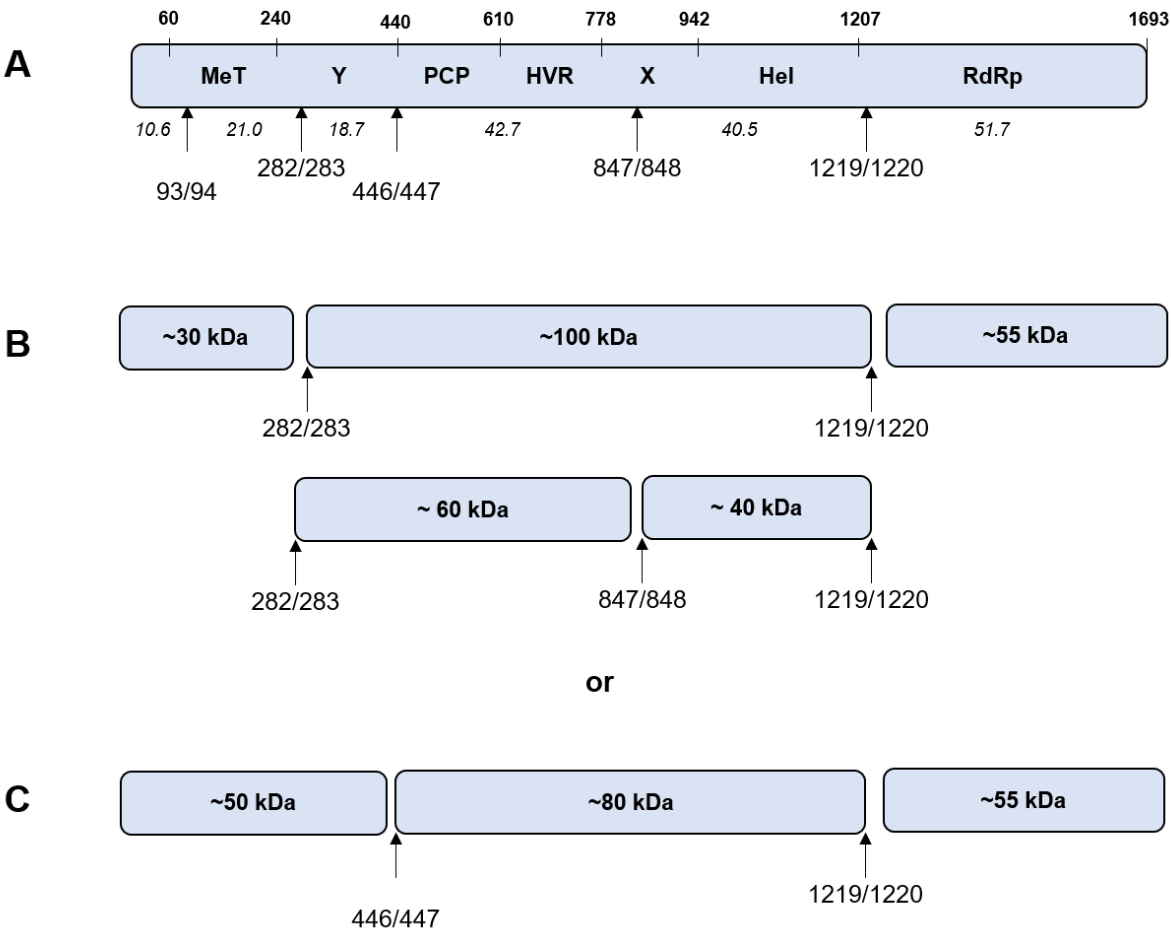 60 240 440 610 778 942 1207 1693
A MeT Y PCP HVR X Hel RdRp
10.6 21.0 18.7 42.7 40.5 51.7
282/283 847/848 1219/1220
93/94 446/447
B ~30 kDa ~100 kDa ~55 kDa
282/283 1219/1220
~ 60 kDa ~ 40 kDa
282/283 847/848 1219/1220
or
C ~50 kDa ~80 kDa ~55 kDa
1219/1220
446/447